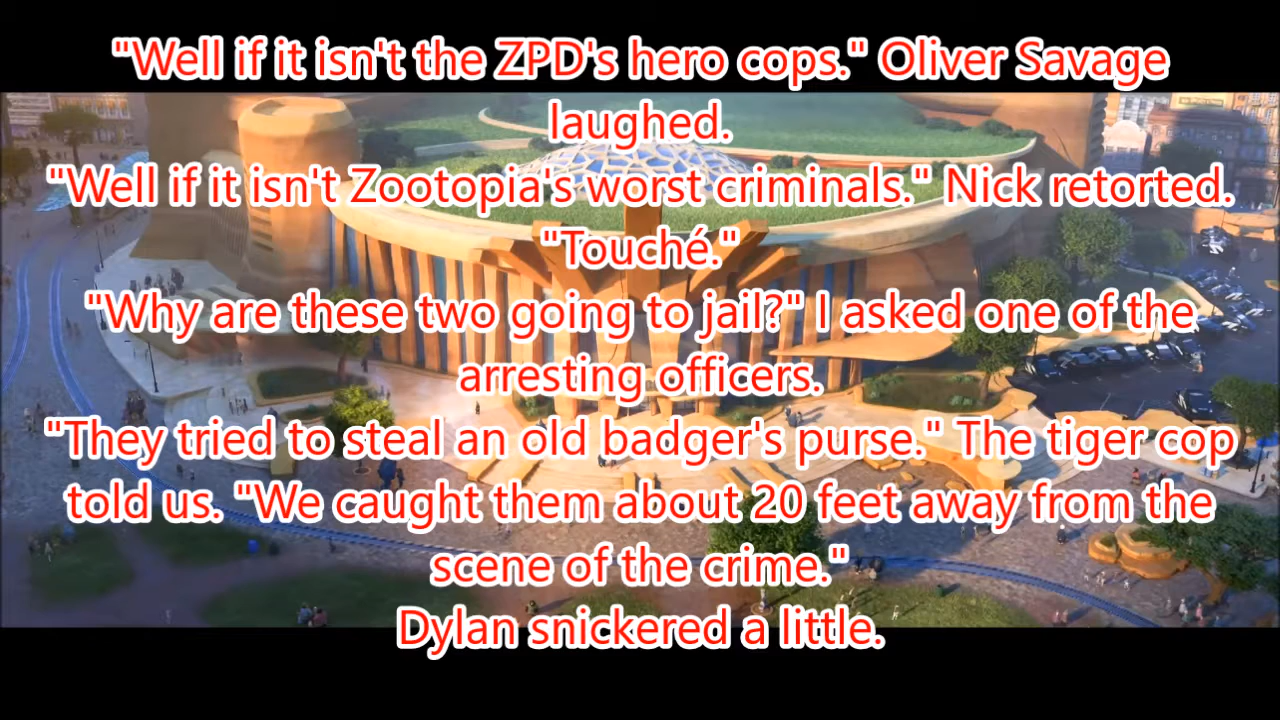 "Well if it isn't the ZPD's hero cops." Oliver Savage
laughed.
"Well if it isn't Zootopia's worst criminals." Nick retorted.
"Touché."
"Why are these two going to jail?" I asked one of the
arresting officers.
"They tried to steal an old badger's purse." The tiger cop
told us. "We caught them about 20 feet away from the
scene of the crime."
Dylan snickered a little.